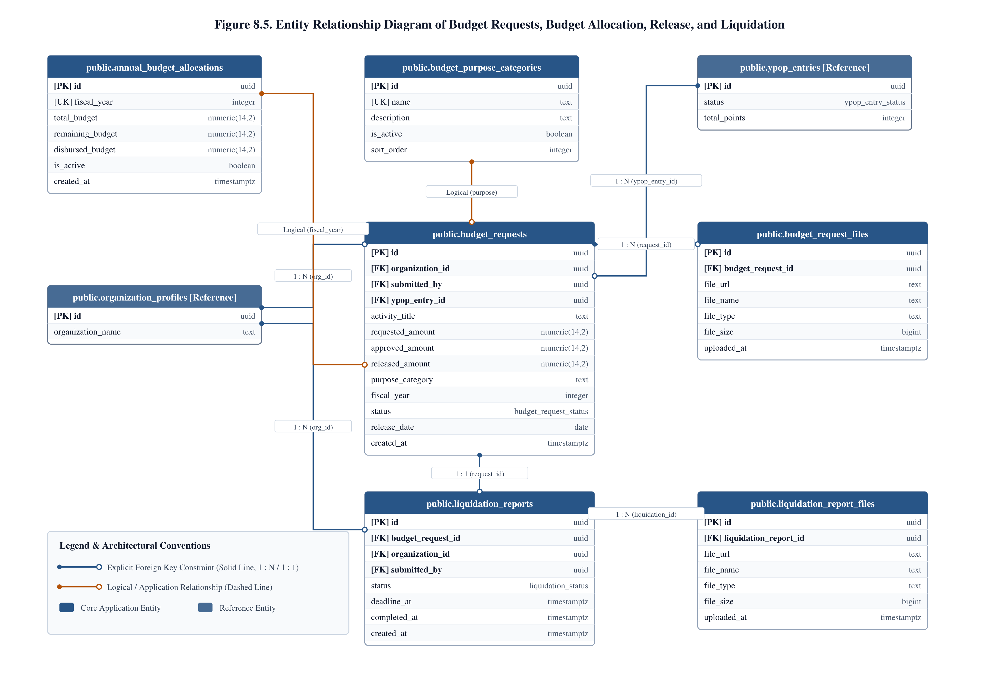 Figure 8.5. Entity Relationship Diagram of Budget Requests, Budget Allocation, Release, and Liquidation
public.annual_budget_allocations
[PK] id uuid
[UK] fiscal_year integer
total_budget numeric(14,2)
remaining_budget numeric(14,2)
disbursed_budget numeric(14,2)
is_active boolean
created_at timestamptz
public.budget_purpose_categories
[PK] id uuid
[UK] name text
description text
is_active boolean
sort_order integer
public.ypop_entries [Reference]
[PK] id uuid
status ypop_entry_status
total_points integer
1 : N (ypop_entry_id)
Logical (purpose)
Logical (fiscal_year)
1 : N (org_id)
public.organization_profiles [Reference]
[PK] id uuid
organization_name text
1 : N (org_id)
public.budget_requests
[PK] id uuid
[FK] organization_id uuid
[FK] submitted_by uuid
[FK] ypop_entry_id uuid
activity_title text
requested_amount numeric(14,2)
approved_amount numeric(14,2)
released_amount numeric(14,2)
purpose_category text
fiscal_year integer
status budget_request_status
release_date date
created_at timestamptz
1 : N (request_id)
public.budget_request_files
[PK] id uuid
[FK] budget_request_id uuid
file_url text
file_name text
file_type text
file_size bigint
uploaded_at timestamptz
1 : 1 (request_id)
public.liquidation_reports
[PK] id uuid
[FK] budget_request_id uuid
[FK] organization_id uuid
[FK] submitted_by uuid
status liquidation_status
deadline_at timestamptz
completed_at timestamptz
created_at timestamptz
1 : N (liquidation_id)
public.liquidation_report_files
[PK] id uuid
[FK] liquidation_report_id uuid
file_url text
file_name text
file_type text
file_size bigint
uploaded_at timestamptz
Legend & Architectural Conventions
Explicit Foreign Key Constraint (Solid Line, 1 : N / 1 : 1)
Logical / Application Relationship (Dashed Line)
Core Application Entity
Reference Entity